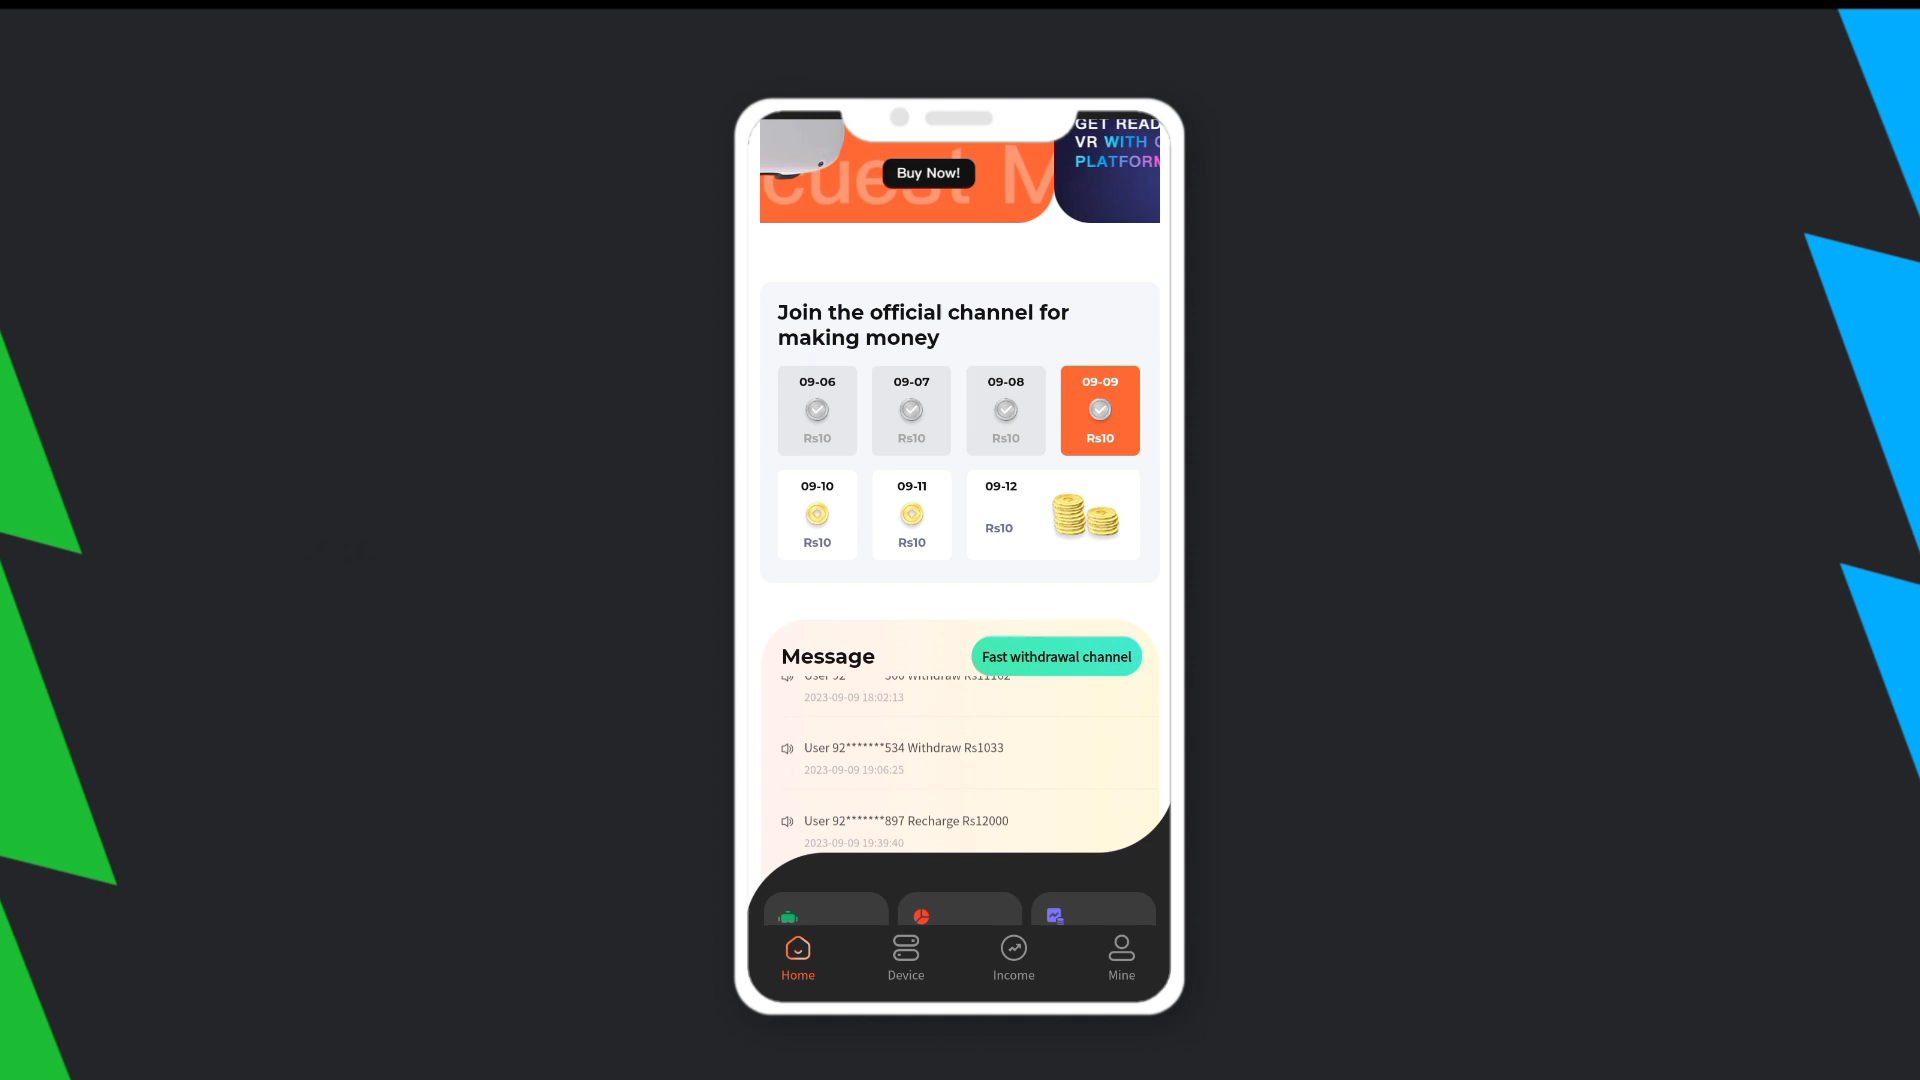 GET READ
VR WITH
PLATFORM
cuest M
Buy Now!
Join the official channel for
making money
09-06
09-07
09-08
09-09
Rs10
Rs10
Rs10
Rs10
09-10
09-11
09-12
Rs10
Rs10
Rs10
Message
Fast withdrawal channel
2023-09-09 18:02:13
User 92*******534 Withdraw Rs1033
2023-09-09 19:06:25
User 92*******897 Recharge Rs12000
2023-09-09 19:39:40
Home
Device
Income
Mine